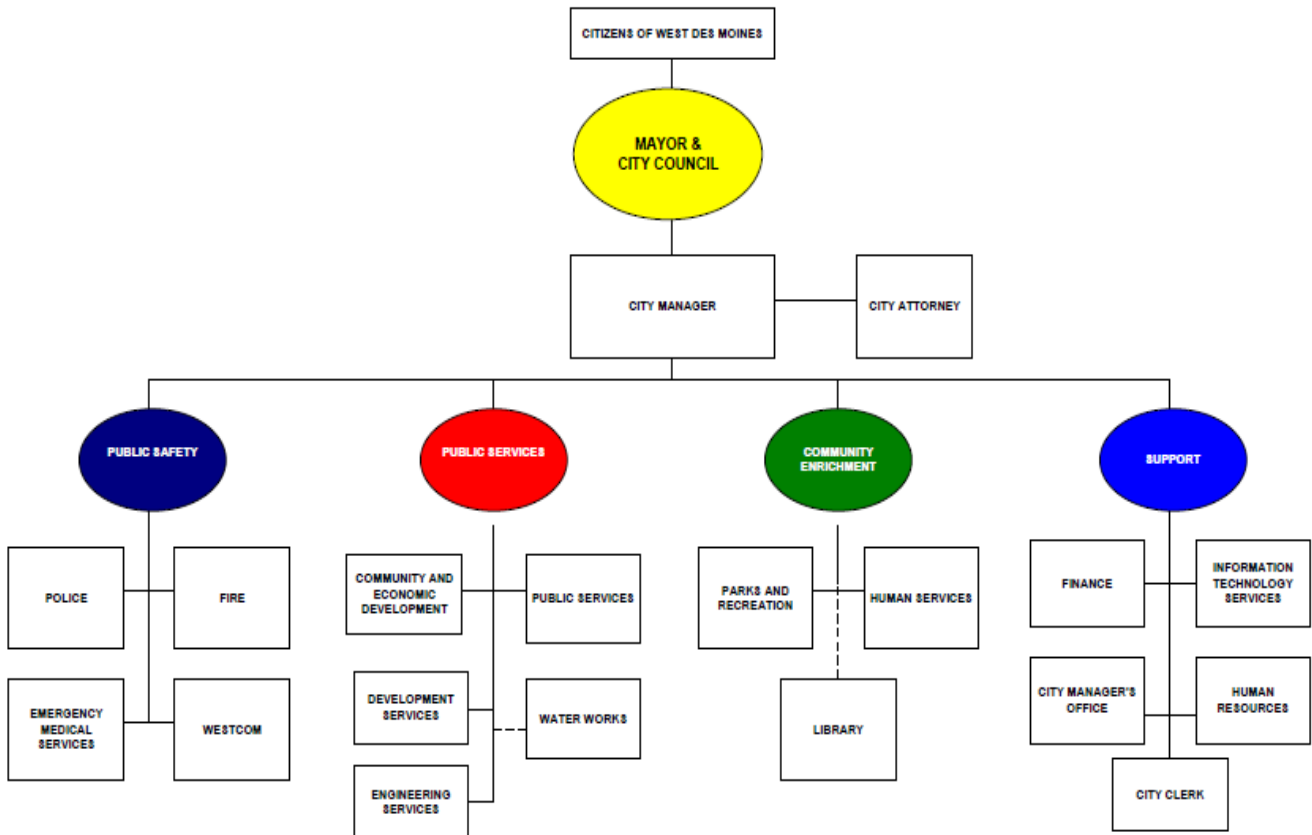 CITIZENS OF WEST DES MOINES
MAYOR &
CITY COUNCIL
CITY MANAGER
CITY ATTORNEY
PUBLIC SAFETY
PUBLIC SERVICES
COMMUNITY
ENRICHMENT
SUPPORT
POLICE
FIRE
COMMUNITY AND
ECONOMIC
DEVELOPMENT
PUBLIC SERVICES
PARKS AND
RECREATION
HUMAN SERVICES
FINANCE
INFORMATION
TECHNOLOGY
SERVICES
EMERGENCY
MEDICAL
SERVICES
WESTCOM
DEVELOPMENT
SERVICES
WATER WORKS
LIBRARY
CITY MANAGER'S
OFFICE
HUMAN
RESOURCES
ENGINEERING
SERVICES
CITY CLERK